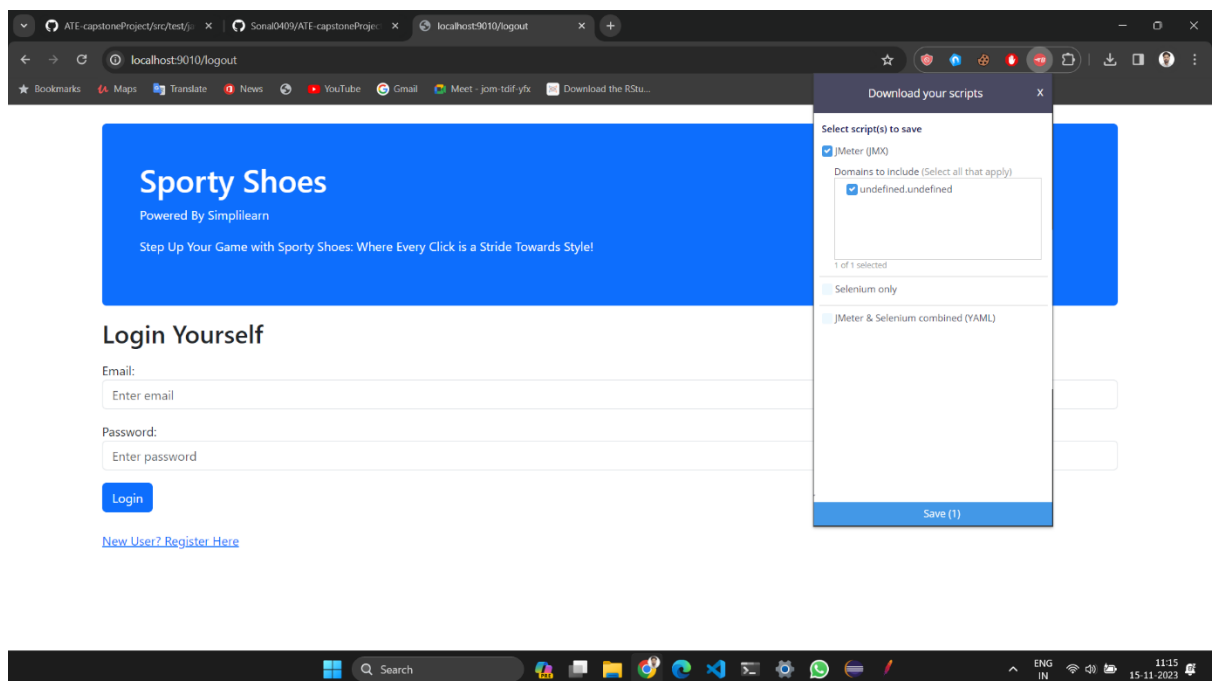 ATE-capstoneProject/src/test/ja
Sonal0409/ATE-capstoneProjec
localhost:9010/logout
localhost:9010/logout
Bookmarks Maps Translate News YouTube Gmail Meet - jom-tdif-yfx Download the RStu...
Sporty Shoes
Powered By Simplilearn
Step Up Your Game with Sporty Shoes: Where Every Click is a Stride Towards Style!
Login Yourself
Email:
Enter email
Password:
Enter password
Login
New User? Register Here
Download your scripts X
Select script(s) to save
JMeter (JMX)
Domains to include (Select all that apply)
undefined.undefined
1 of 1 selected
Selenium only
JMeter & Selenium combined (YAML)
Save (1)
Search
ENG
IN
11:15
15-11-2023